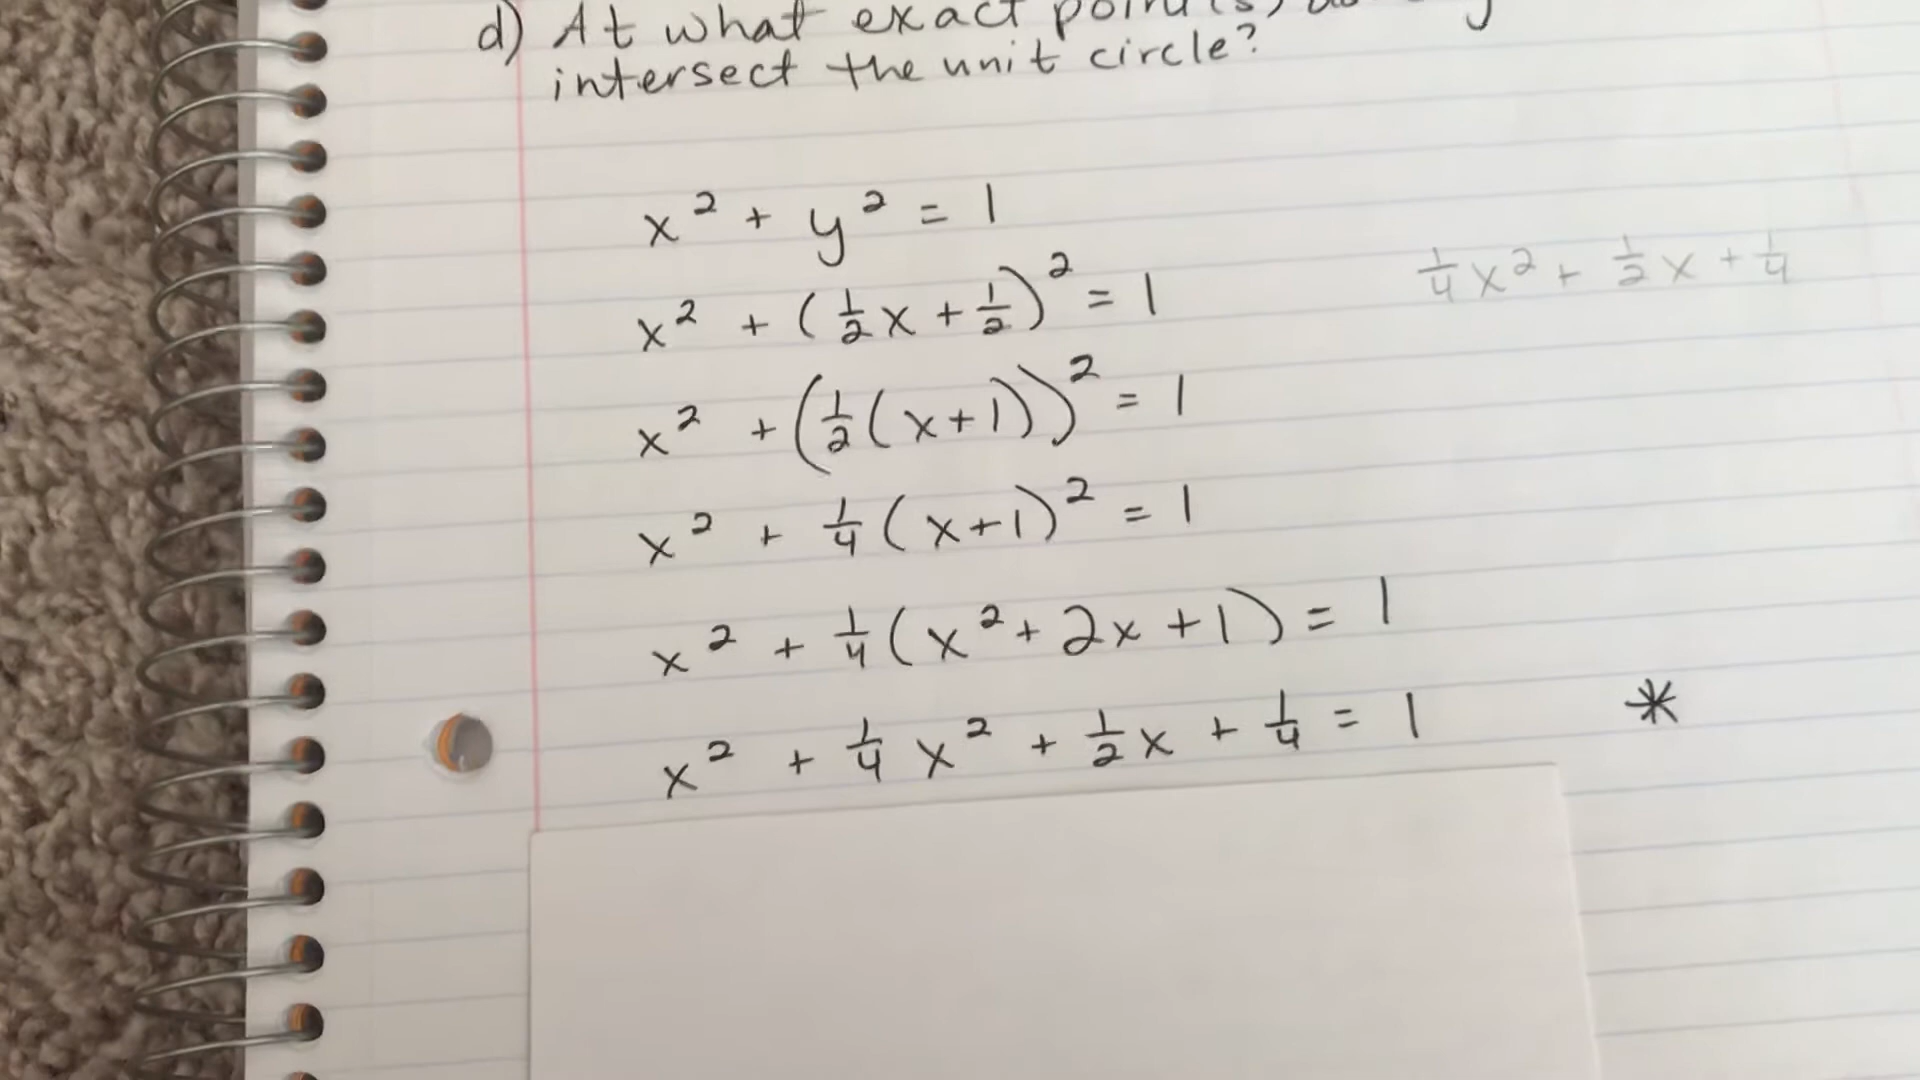 d) At what exact point(s)
intersect the unit circle?
x² + y² = 1
x² + (½x + ½)² = 1
¼x² + ½x + ¼
x² + (½(x+1))² = 1
x² + ¼(x+1)² = 1
x² + ¼(x² + 2x + 1) = 1
x² + ¼x² + ½x + ¼ = 1 *